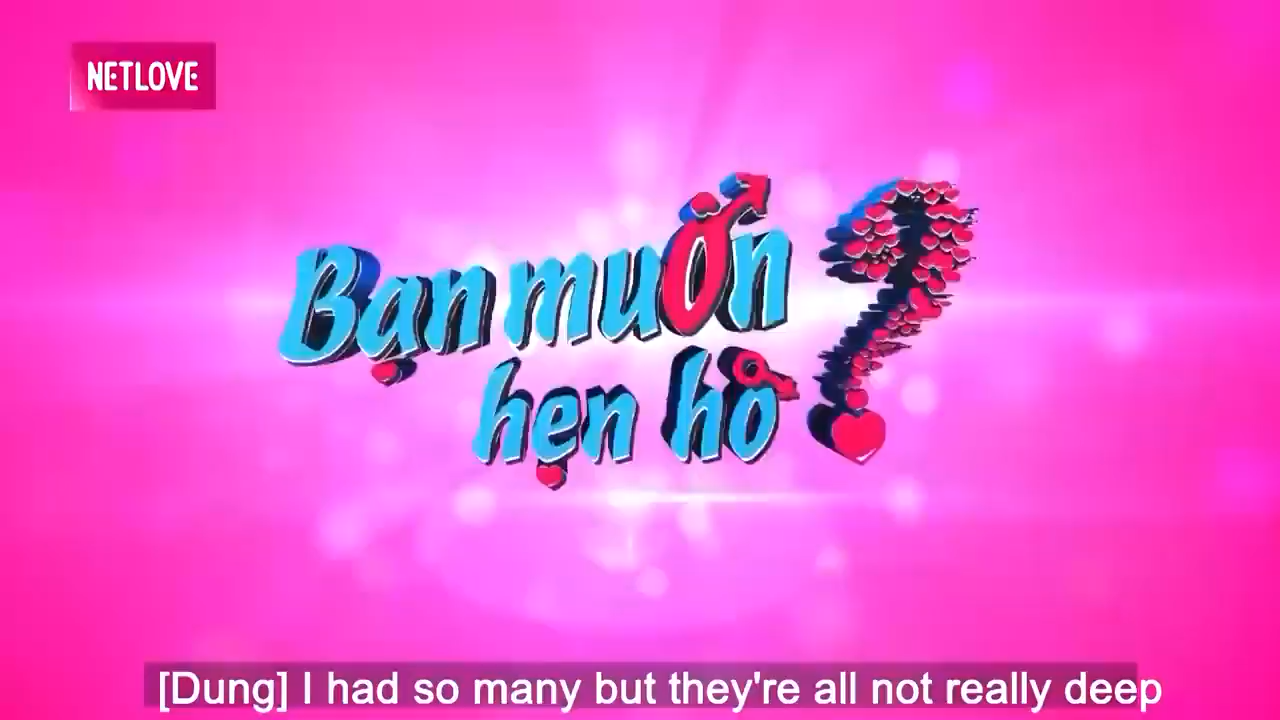 NETLOVE
Bạn muốn
hẹn hò?
[Dung] I had so many but they're all not really deep